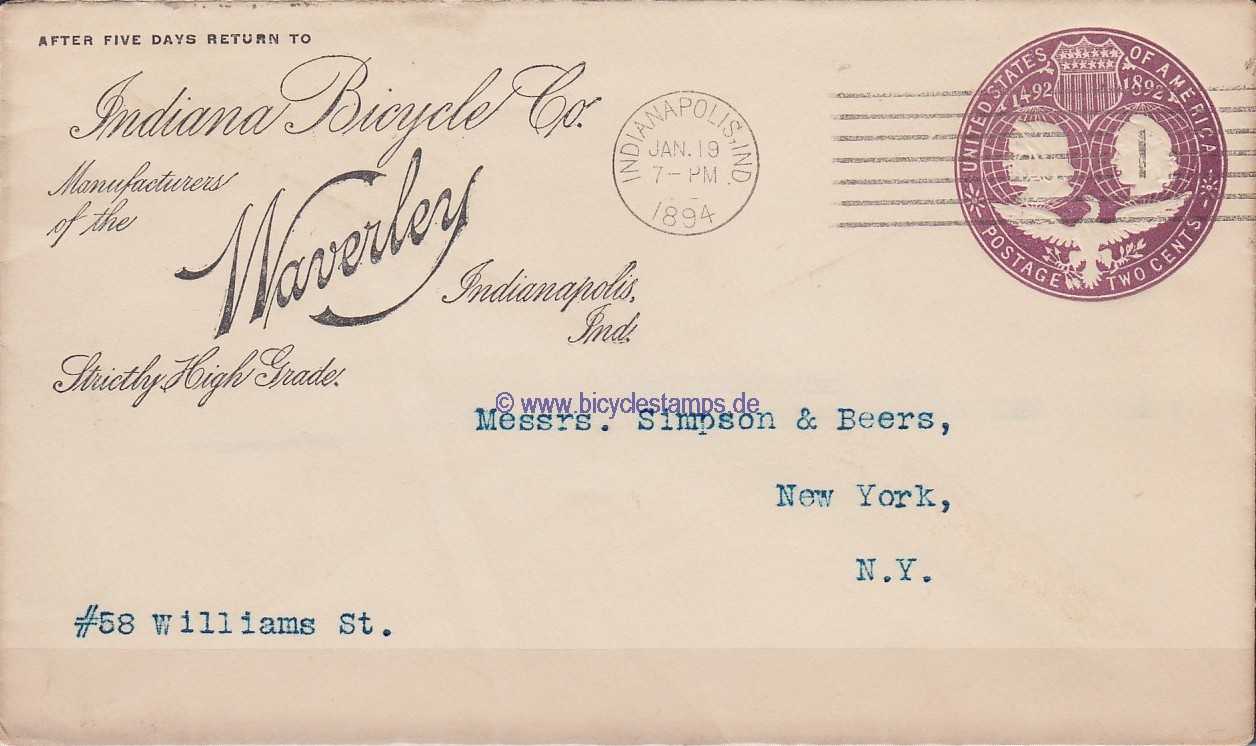 AFTER FIVE DAYS RETURN TO
Indiana Bicycle Co.
Manufacturers
of the
Waverley
Indianapolis,
Ind.
Strictly High Grade.
INDIANAPOLIS, IND.
JAN. 19
7-PM
1894
UNITED STATES OF AMERICA
1492 1892
POSTAGE TWO CENTS
© www.bicyclestamps.de
Messrs. Simpson & Beers,
New York,
N.Y.
#58 Williams St.